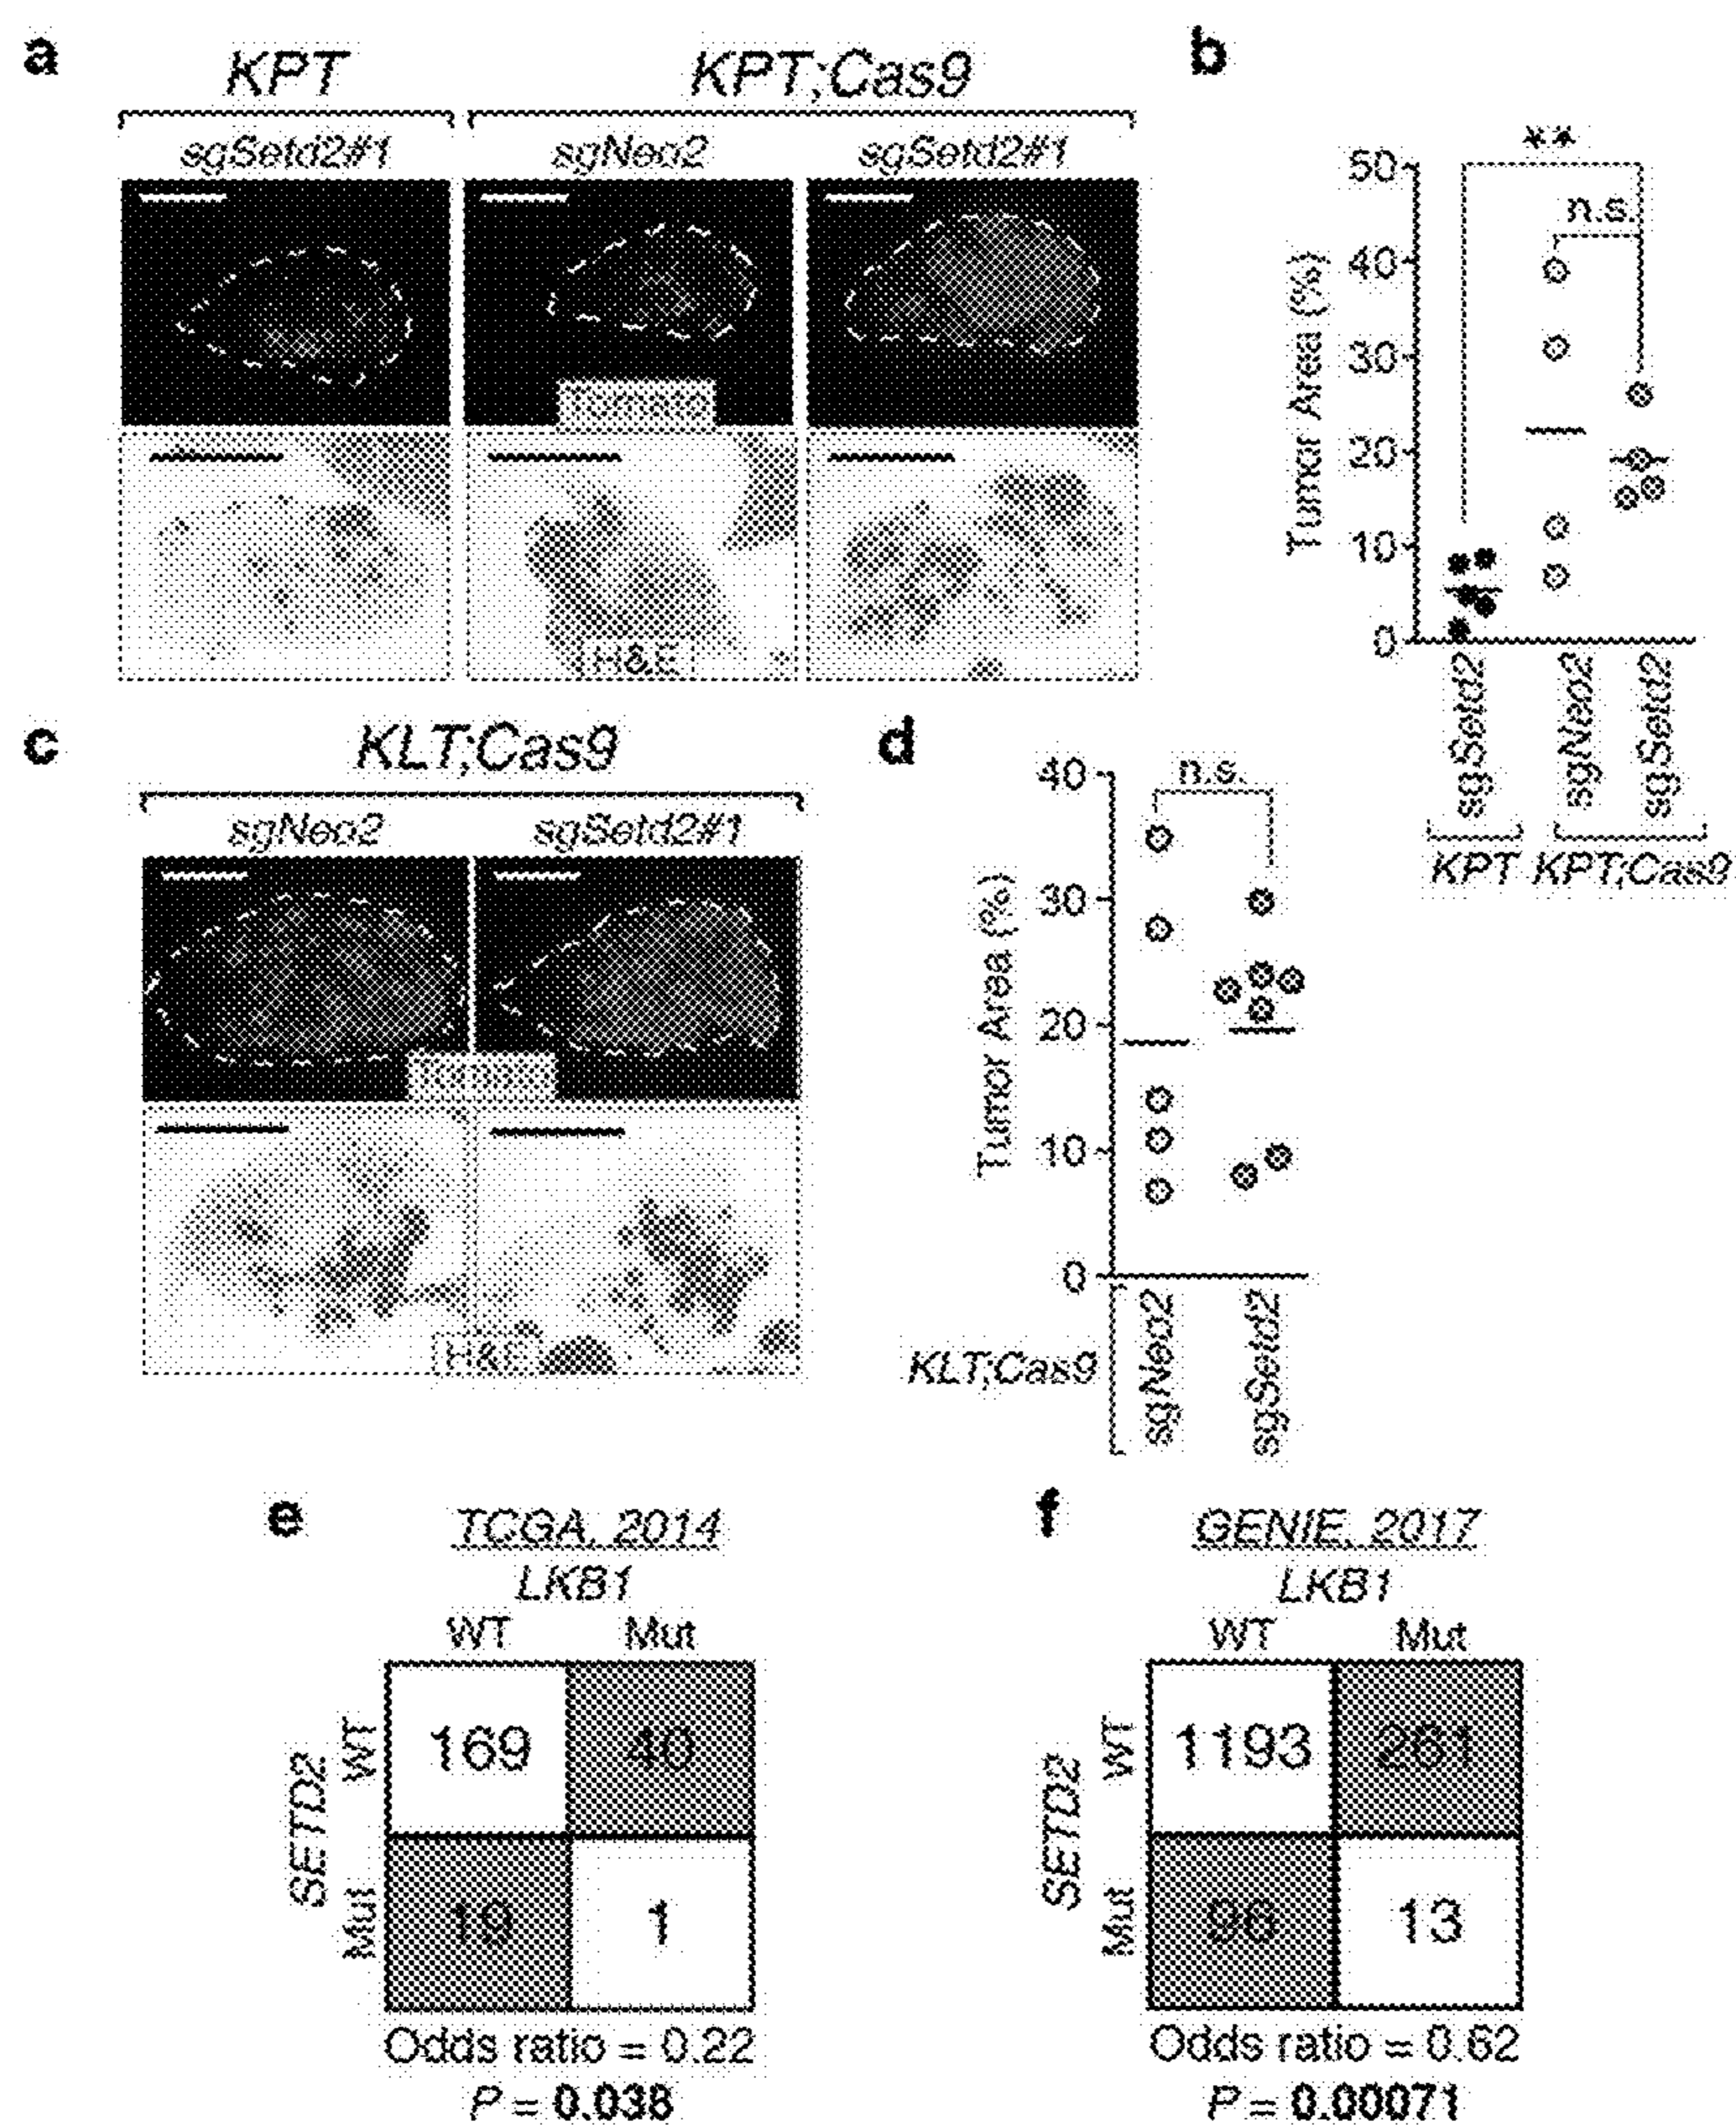 a
KPT
KPT;Cas9
sgSetd2#1
sgNeo2
sgSetd2#1
H&E
b
**
n.s.
50
40
30
20
10
0
Tumor Area (%)
sgSetd2
sgNeo2
sgSetd2
KPT
KPT;Cas9
c
KLT;Cas9
sgNeo2
sgSetd2#1
H&E
d
n.s.
40
30
20
10
0
Tumor Area (%)
KLT;Cas9
sgNeo2
sgSetd2
e
TCGA, 2014
LKB1
WT Mut
SETD2
WT
169 40
Mut
19 1
Odds ratio = 0.22
P = 0.038
f
GENIE, 2017
LKB1
WT Mut
SETD2
WT
1193
Mut
13
Odds ratio = 0.62
P = 0.00071